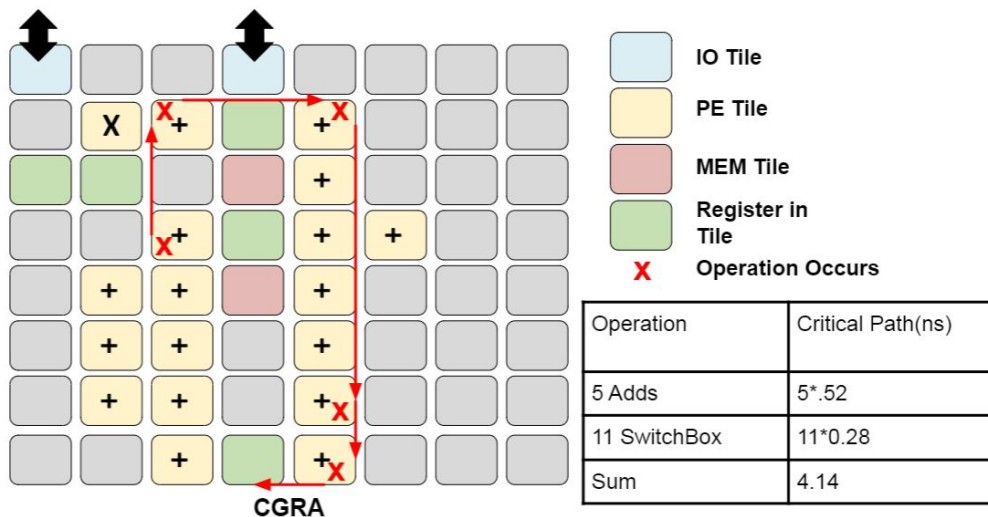 X X + + X
+
X + + +
+ + +
+ + +
+ + + X
+ + X
CGRA
IO Tile
PE Tile
MEM Tile
Register in
Tile
X Operation Occurs
Operation Critical Path(ns)
5 Adds 5*.52
11 SwitchBox 11*0.28
Sum 4.14